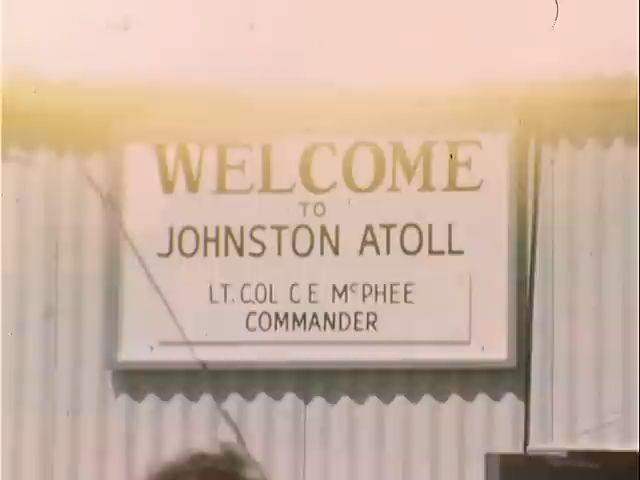 WELCOME
TO
JOHNSTON ATOLL
LT. COL C E McPHEE
COMMANDER